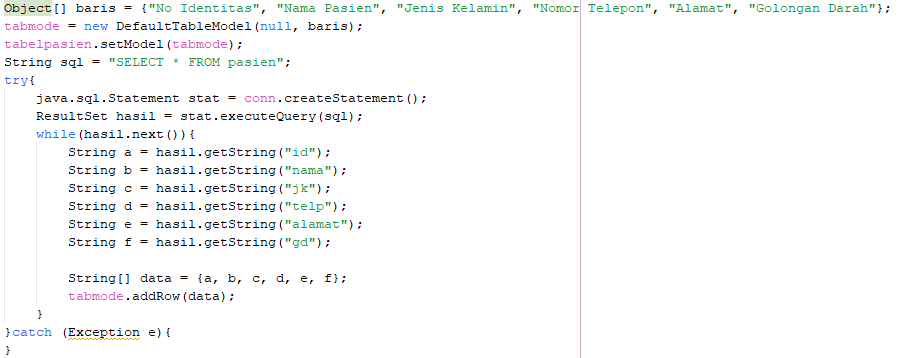 Object[] baris = {"No Identitas", "Nama Pasien", "Jenis Kelamin", "Nomor Telepon", "Alamat", "Golongan Darah"};
tabmode = new DefaultTableModel(null, baris);
tabelpasien.setModel(tabmode);
String sql = "SELECT * FROM pasien";
try{
    java.sql.Statement stat = conn.createStatement();
    ResultSet hasil = stat.executeQuery(sql);
    while(hasil.next()){
        String a = hasil.getString("id");
        String b = hasil.getString("nama");
        String c = hasil.getString("jk");
        String d = hasil.getString("telp");
        String e = hasil.getString("alamat");
        String f = hasil.getString("gd");

        String[] data = {a, b, c, d, e, f};
        tabmode.addRow(data);
    }
}catch (Exception e){
}